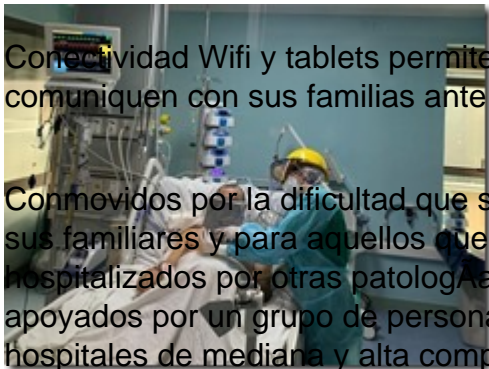 Conectividad Wifi y tablets permite
comuniquen con sus familias ante
Conmovidos por la dificultad que s
sus familiares y para aquellos que
hospitalizados por otras patologÃa
apoyados por un grupo de persona
hospitales de mediana y alta comp